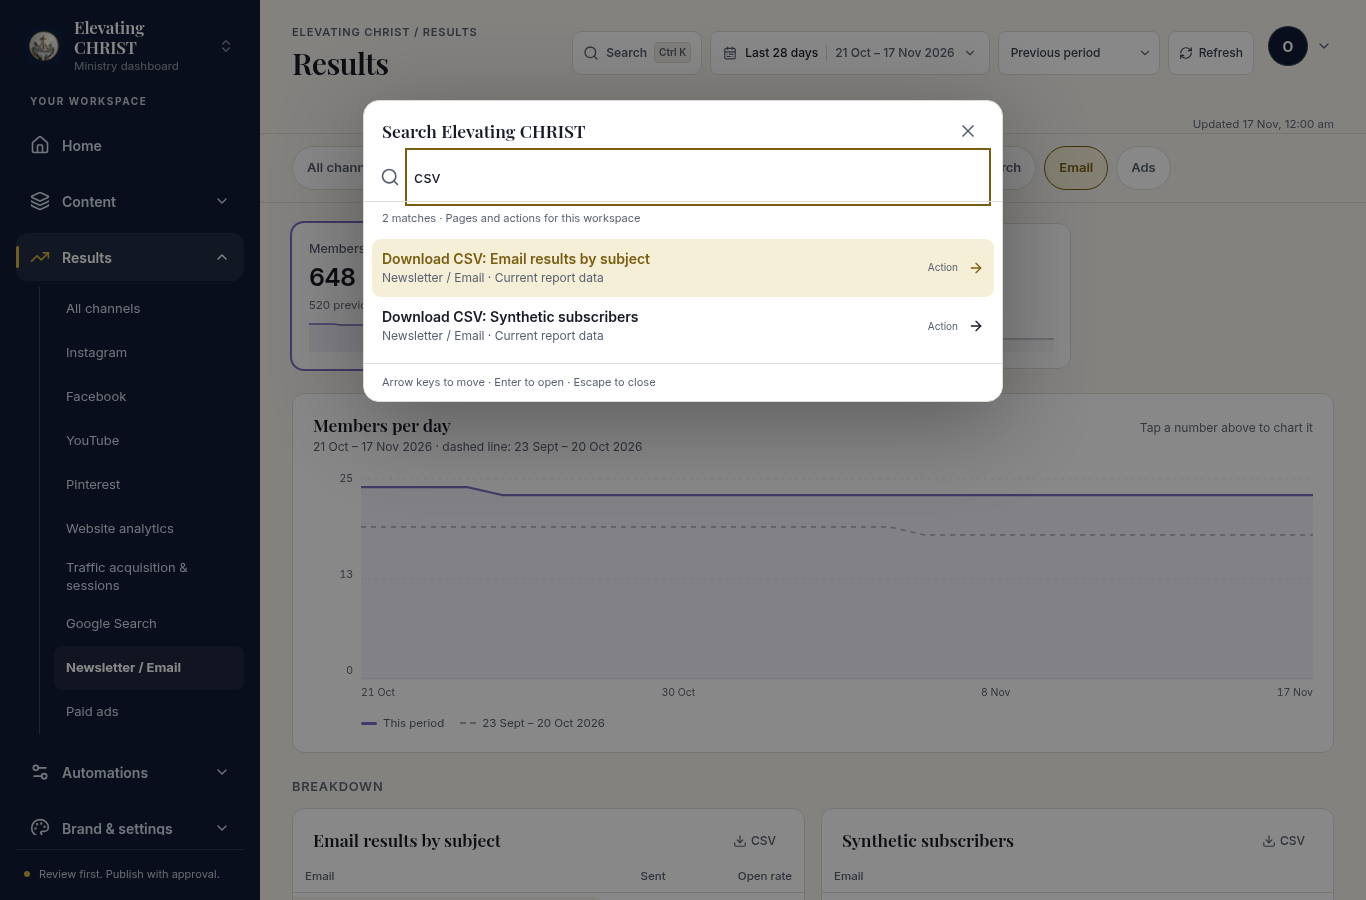 Elevating
CHRIST
Ministry dashboard
YOUR WORKSPACE
Home
Content
Results
All channels
Instagram
Facebook
YouTube
Pinterest
Website analytics
Traffic acquisition &
sessions
Google Search
Newsletter / Email
Paid ads
Automations
Brand & settings
Review first. Publish with approval.
ELEVATING CHRIST / RESULTS
Results
Search Ctrl K
Last 28 days 21 Oct – 17 Nov 2026
Previous period
Refresh
O
Updated 17 Nov, 12:00 am
Email
Ads
Search Elevating CHRIST
csv
2 matches · Pages and actions for this workspace
Download CSV: Email results by subject
Newsletter / Email · Current report data
Action
Download CSV: Synthetic subscribers
Newsletter / Email · Current report data
Action
Arrow keys to move · Enter to open · Escape to close
Members
648
520
Members per day
21 Oct – 17 Nov 2026 · dashed line: 23 Sept – 20 Oct 2026
Tap a number above to chart it
25
13
0
21 Oct 30 Oct 8 Nov 17 Nov
This period 23 Sept – 20 Oct 2026
BREAKDOWN
Email results by subject CSV
Email Sent Open rate
Synthetic subscribers CSV
Email